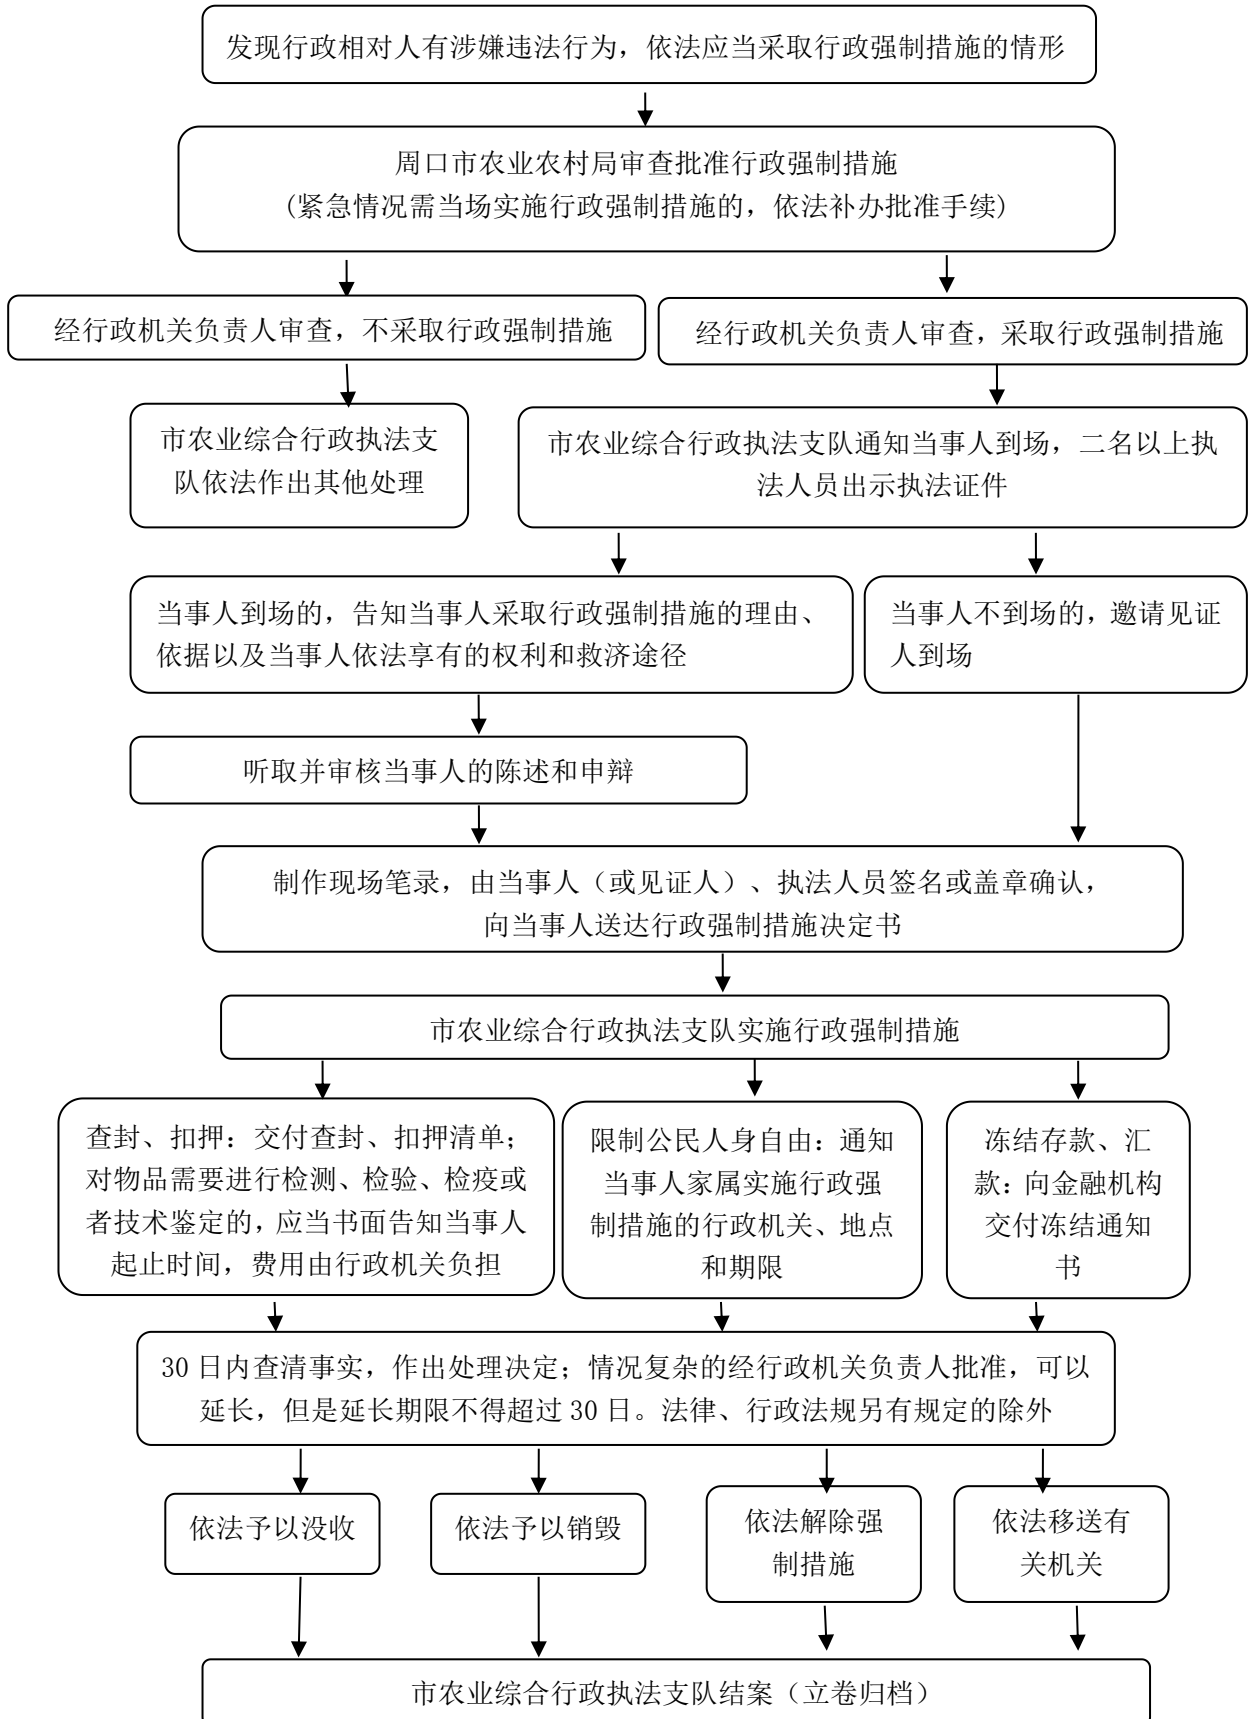 发现行政相对人有涉嫌违法行为，依法应当采取行政强制措施的情形
周口市农业农村局审查批准行政强制措施
(紧急情况需当场实施行政强制措施的，依法补办批准手续)
经行政机关负责人审查，不采取行政强制措施
经行政机关负责人审查，采取行政强制措施
市农业综合行政执法支
队依法作出其他处理
市农业综合行政执法支队通知当事人到场，二名以上执
法人员出示执法证件
当事人到场的，告知当事人采取行政强制措施的理由、
依据以及当事人依法享有的权利和救济途径
当事人不到场的，邀请见证
人到场
听取并审核当事人的陈述和申辩
制作现场笔录，由当事人（或见证人）、执法人员签名或盖章确认，
向当事人送达行政强制措施决定书
市农业综合行政执法支队实施行政强制措施
查封、扣押：交付查封、扣押清单；
对物品需要进行检测、检验、检疫或
者技术鉴定的，应当书面告知当事人
起止时间，费用由行政机关负担
限制公民人身自由：通知
当事人家属实施行政强
制措施的行政机关、地点
和期限
冻结存款、汇
款：向金融机构
交付冻结通知
书
30 日内查清事实，作出处理决定；情况复杂的经行政机关负责人批准，可以
延长，但是延长期限不得超过 30 日。法律、行政法规另有规定的除外
依法予以没收
依法予以销毁
依法解除强
制措施
依法移送有
关机关
市农业综合行政执法支队结案（立卷归档）